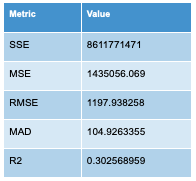 Metric Value
SSE 8611771471
MSE 1435056.069
RMSE 1197.938258
MAD 104.9263355
R2 0.302568959